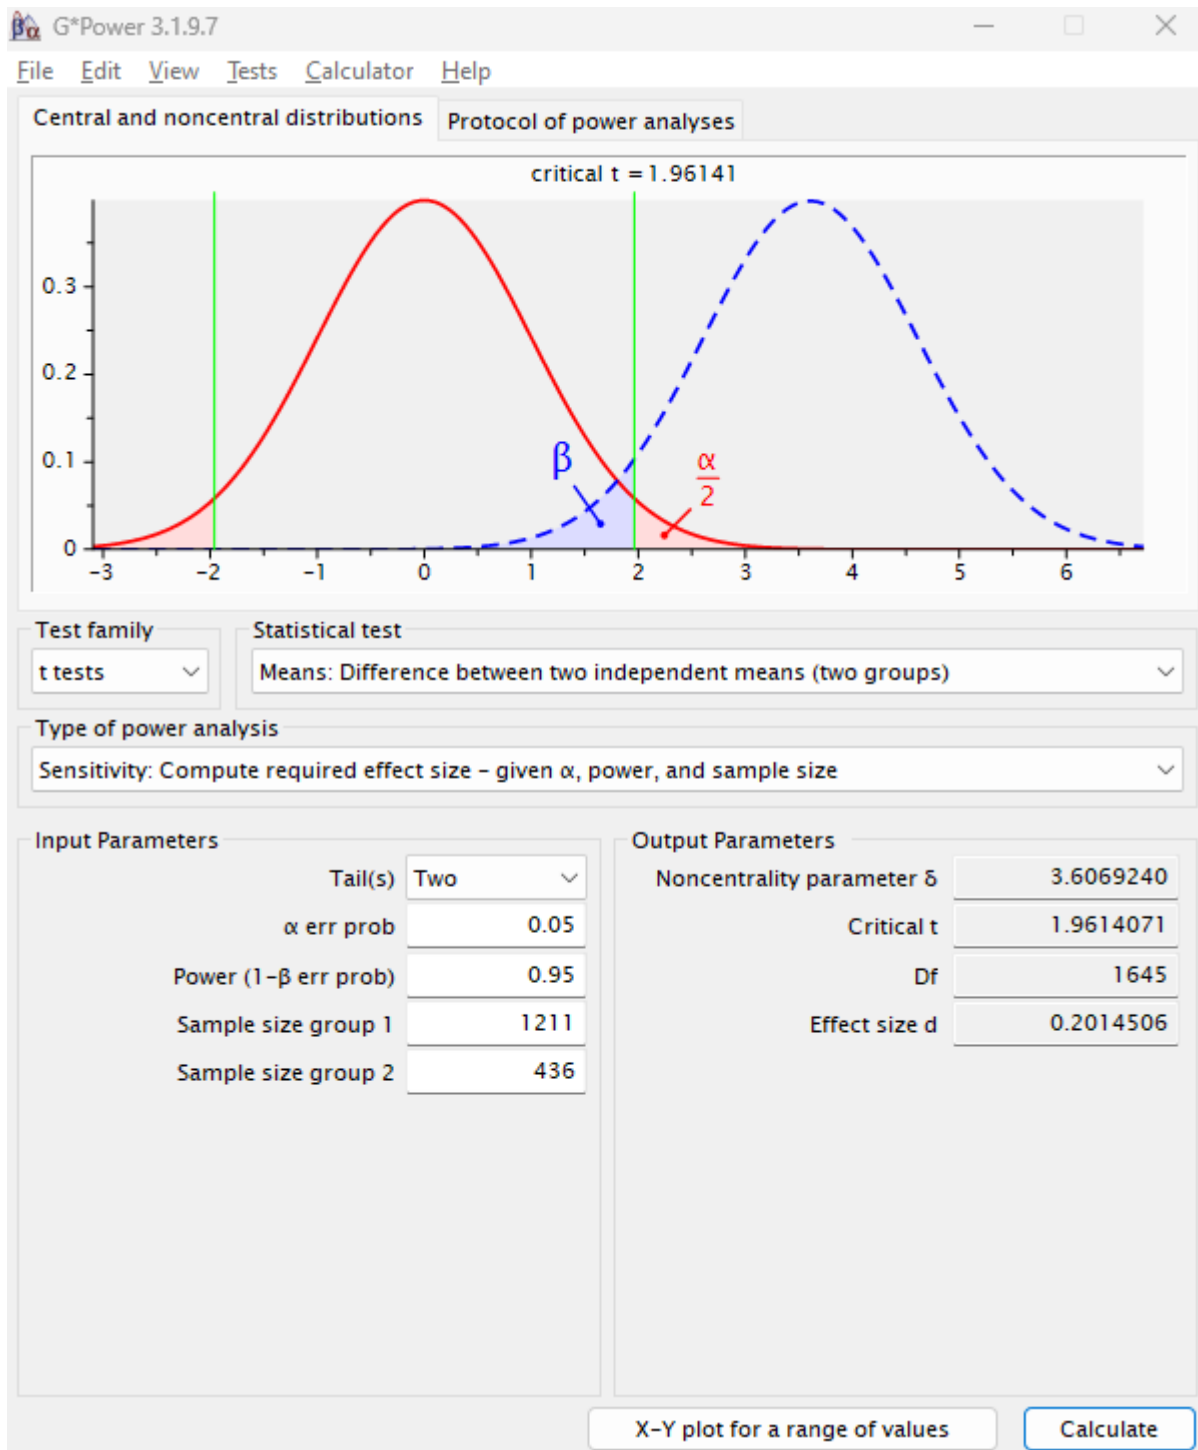 G*Power 3.1.9.7
File Edit View Tests Calculator Help
Central and noncentral distributions Protocol of power analyses
critical t = 1.96141
0.3
0.2
0.1
0
β
α
2
-3 -2 -1 0 1 2 3 4 5 6
Test family Statistical test
t tests Means: Difference between two independent means (two groups)
Type of power analysis
Sensitivity: Compute required effect size – given α, power, and sample size
Input Parameters Output Parameters
Tail(s) Two Noncentrality parameter δ 3.6069240
α err prob 0.05 Critical t 1.9614071
Power (1-β err prob) 0.95 Df 1645
Sample size group 1 1211 Effect size d 0.2014506
Sample size group 2 436
X-Y plot for a range of values Calculate